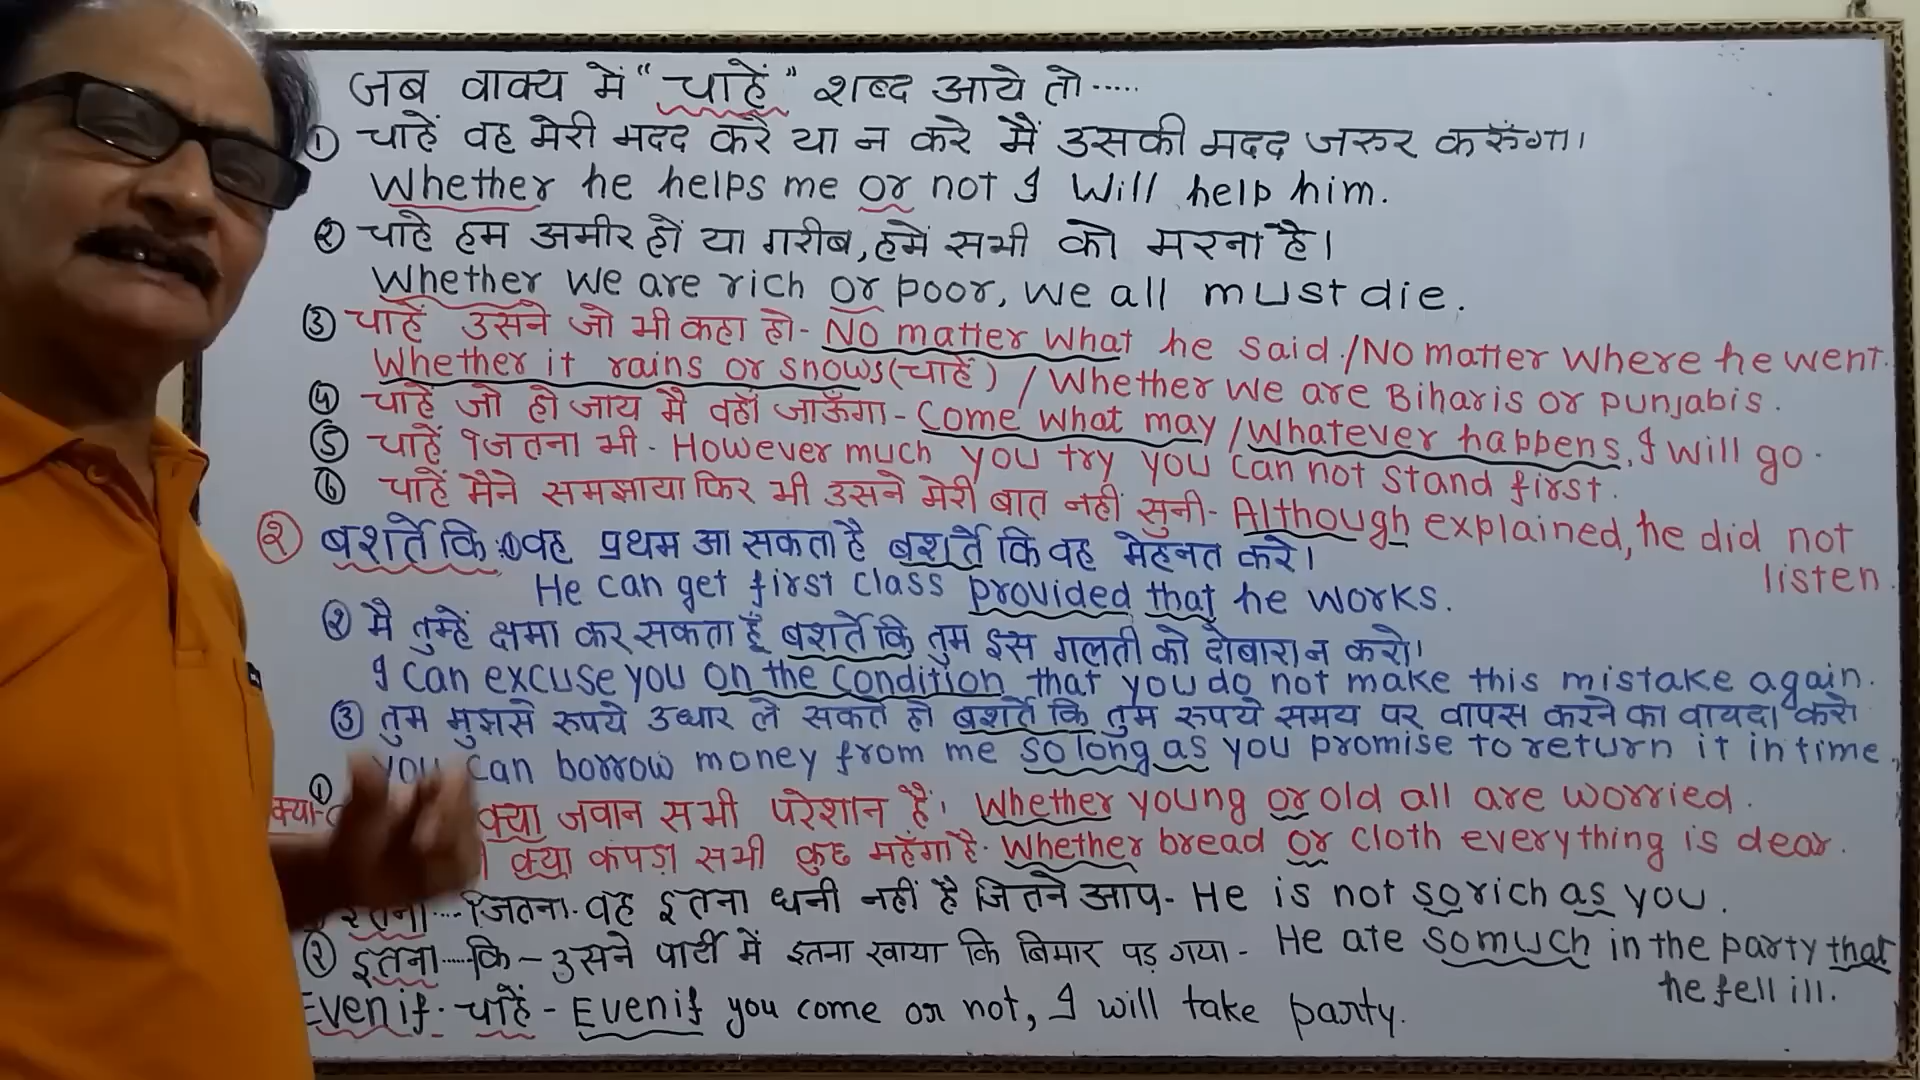 जब वाक्य में "चाहें" शब्द आये तो.....
① चाहें वह मेरी मदद करे या न करे मैं उसकी मदद जरुर करुंगा।
Whether he helps me or not I will help him.
② चाहे हम अमीर हों या गरीब, हमें सभी को मरना है।
Whether we are rich or poor, we all must die.
③ चाहें उसने जो भी कहा हो - No matter what he said./No matter where he went.
Whether it rains or snows (चाहें) / Whether we are Biharis or punjabis.
④ चाहें जो हो जाय मै वहाँ जाऊँगा - Come what may / Whatever happens, I will go.
⑤ चाहें जितना भी - However much you try you can not stand first.
⑥ चाहें मैने समझाया फिर भी उसने मेरी बात नहीं सुनी - Although explained, he did not listen.
२ बशर्ते कि ① वह प्रथम आ सकता है बशर्ते कि वह मेहनत करे।
He can get first class provided that he works.
② मै तुम्हें क्षमा कर सकता हूँ बशर्ते कि तुम इस गलती को दोबारा न करो।
I can excuse you on the condition that you do not make this mistake again.
③ तुम मुझसे रुपये उधार ले सकते हो बशर्ते कि तुम रुपये समय पर वापस करने का वायदा करो
you can borrow money from me so long as you promise to return it in time,
① क्या- क्या जवान सभी परेशान हैं। Whether young or old all are worried.
क्या कपड़ा सभी कुछ महँगा है. Whether bread or cloth everything is dear.
इतना....जितना. वह इतना धनी नहीं है जितने आप - He is not so rich as you.
② इतना....कि – उसने पार्टी में इतना खाया कि बिमार पड़ गया - He ate so much in the party that he fell ill.
Even if. चाहें - Even if you come or not, I will take party.